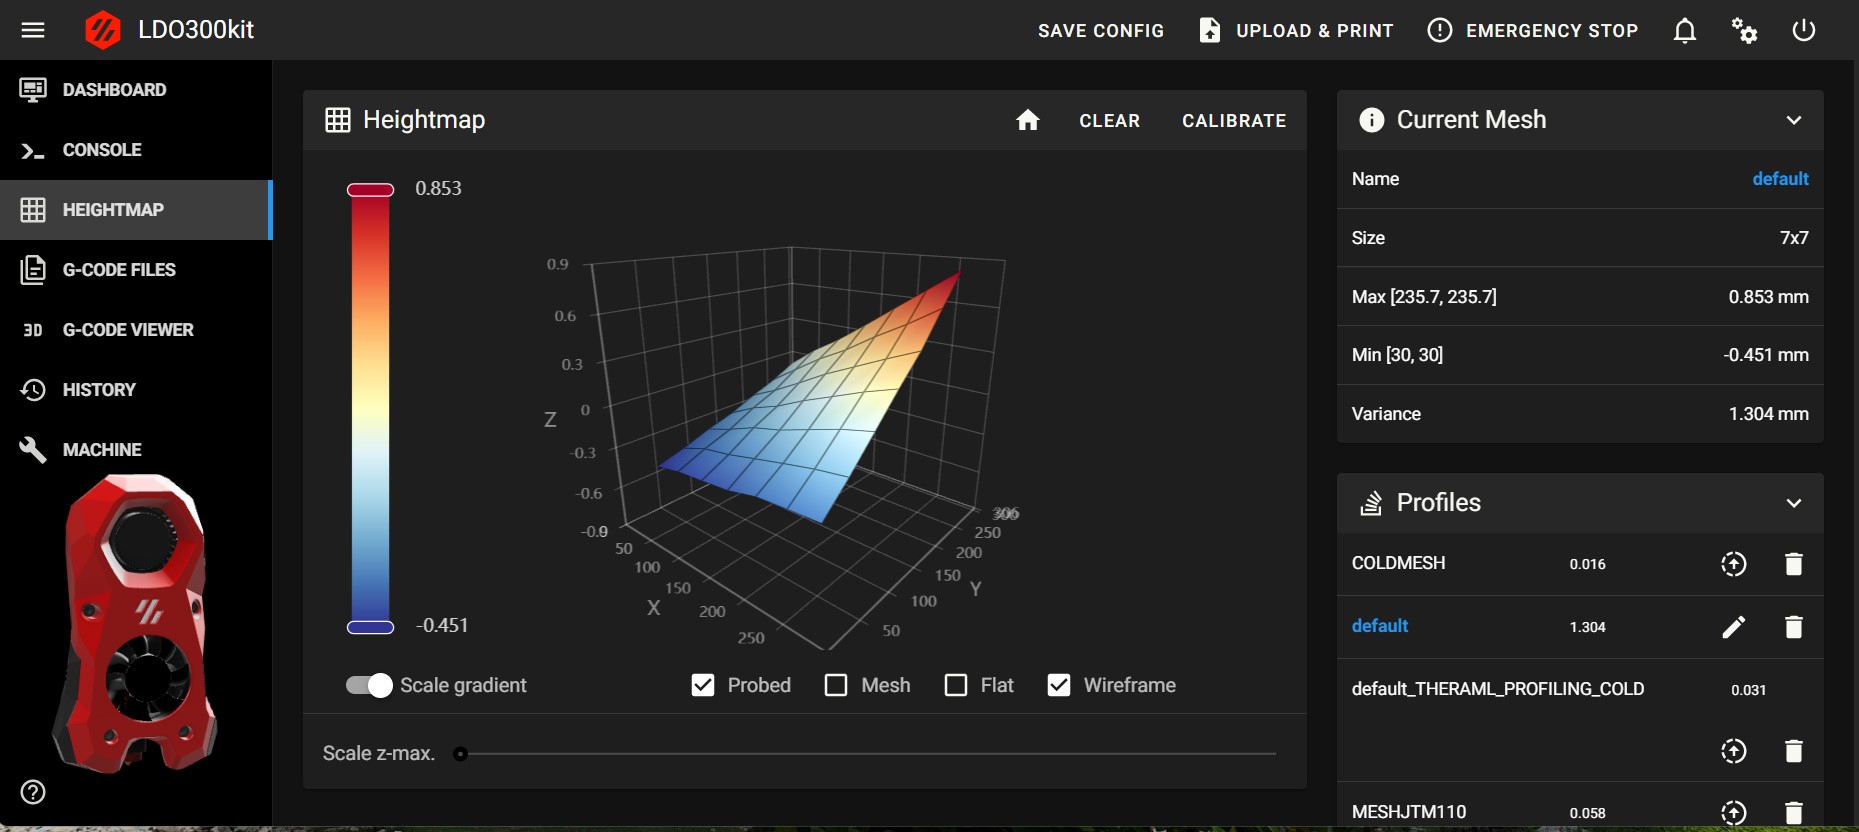 LDO300kit
SAVE CONFIG
UPLOAD & PRINT
EMERGENCY STOP
DASHBOARD
CONSOLE
HEIGHTMAP
G-CODE FILES
3D G-CODE VIEWER
HISTORY
MACHINE
Heightmap
CLEAR
CALIBRATE
0.853
-0.451
0.9
0.6
0.3
0
-0.3
-0.6
-0.9
Z
50
100
150
200
250
X
50
100
150
200
250
300
306
Y
Scale gradient
Probed
Mesh
Flat
Wireframe
Scale z-max.
Current Mesh
Name default
Size 7x7
Max [235.7, 235.7] 0.853 mm
Min [30, 30] -0.451 mm
Variance 1.304 mm
Profiles
COLDMESH 0.016
default 1.304
default_THERAML_PROFILING_COLD 0.031
MESHJTM110 0.058